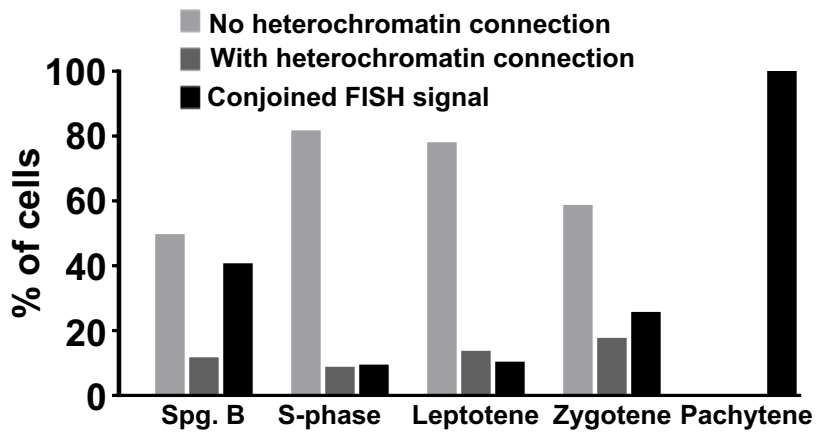 No heterochromatin connection
With heterochromatin connection
Conjoined FISH signal
% of cells
100
80
60
40
20
0
Spg. B S-phase Leptotene Zygotene Pachytene